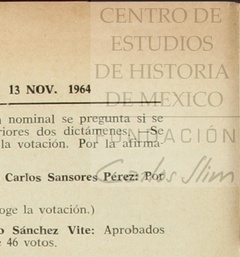 CENTRO DE
ESTUDIOS
DE HISTORIA
13 NOV. 1964
DE MEXICO
nominal se pregunta si se
riores dos dictámenes. —Se
FUNDACIÓN
la votación. Por la afirma-
Carlos Slim
Carlos Sansores Pérez: Por
oge la votación.)
o Sánchez Vite: Aprobados
46 votos.